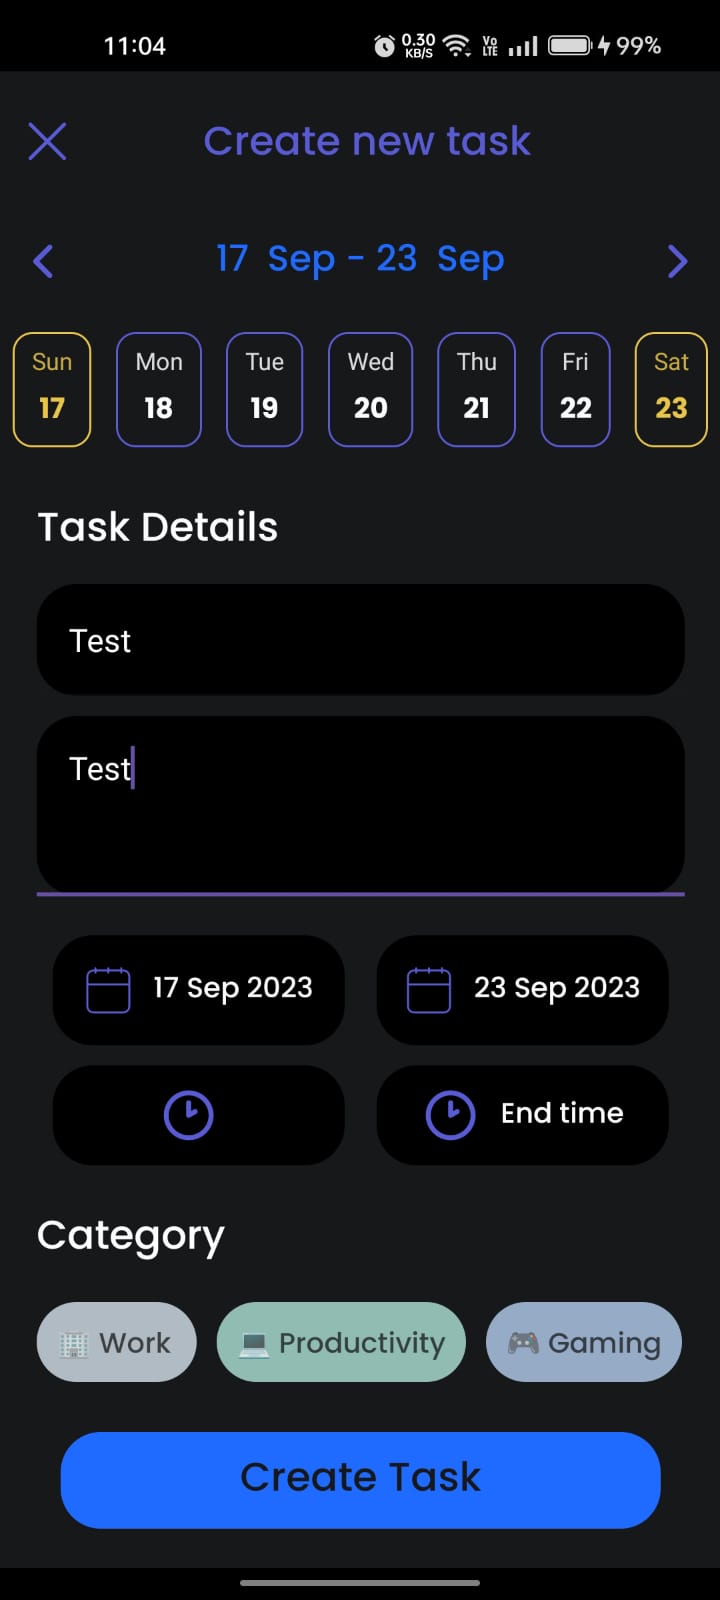 11:04 0.30 KB/S Vo LTE 99%
Create new task
17 Sep - 23 Sep
Sun Mon Tue Wed Thu Fri Sat
17 18 19 20 21 22 23
Task Details
Test
Test
17 Sep 2023 23 Sep 2023
End time
Category
Work Productivity Gaming
Create Task